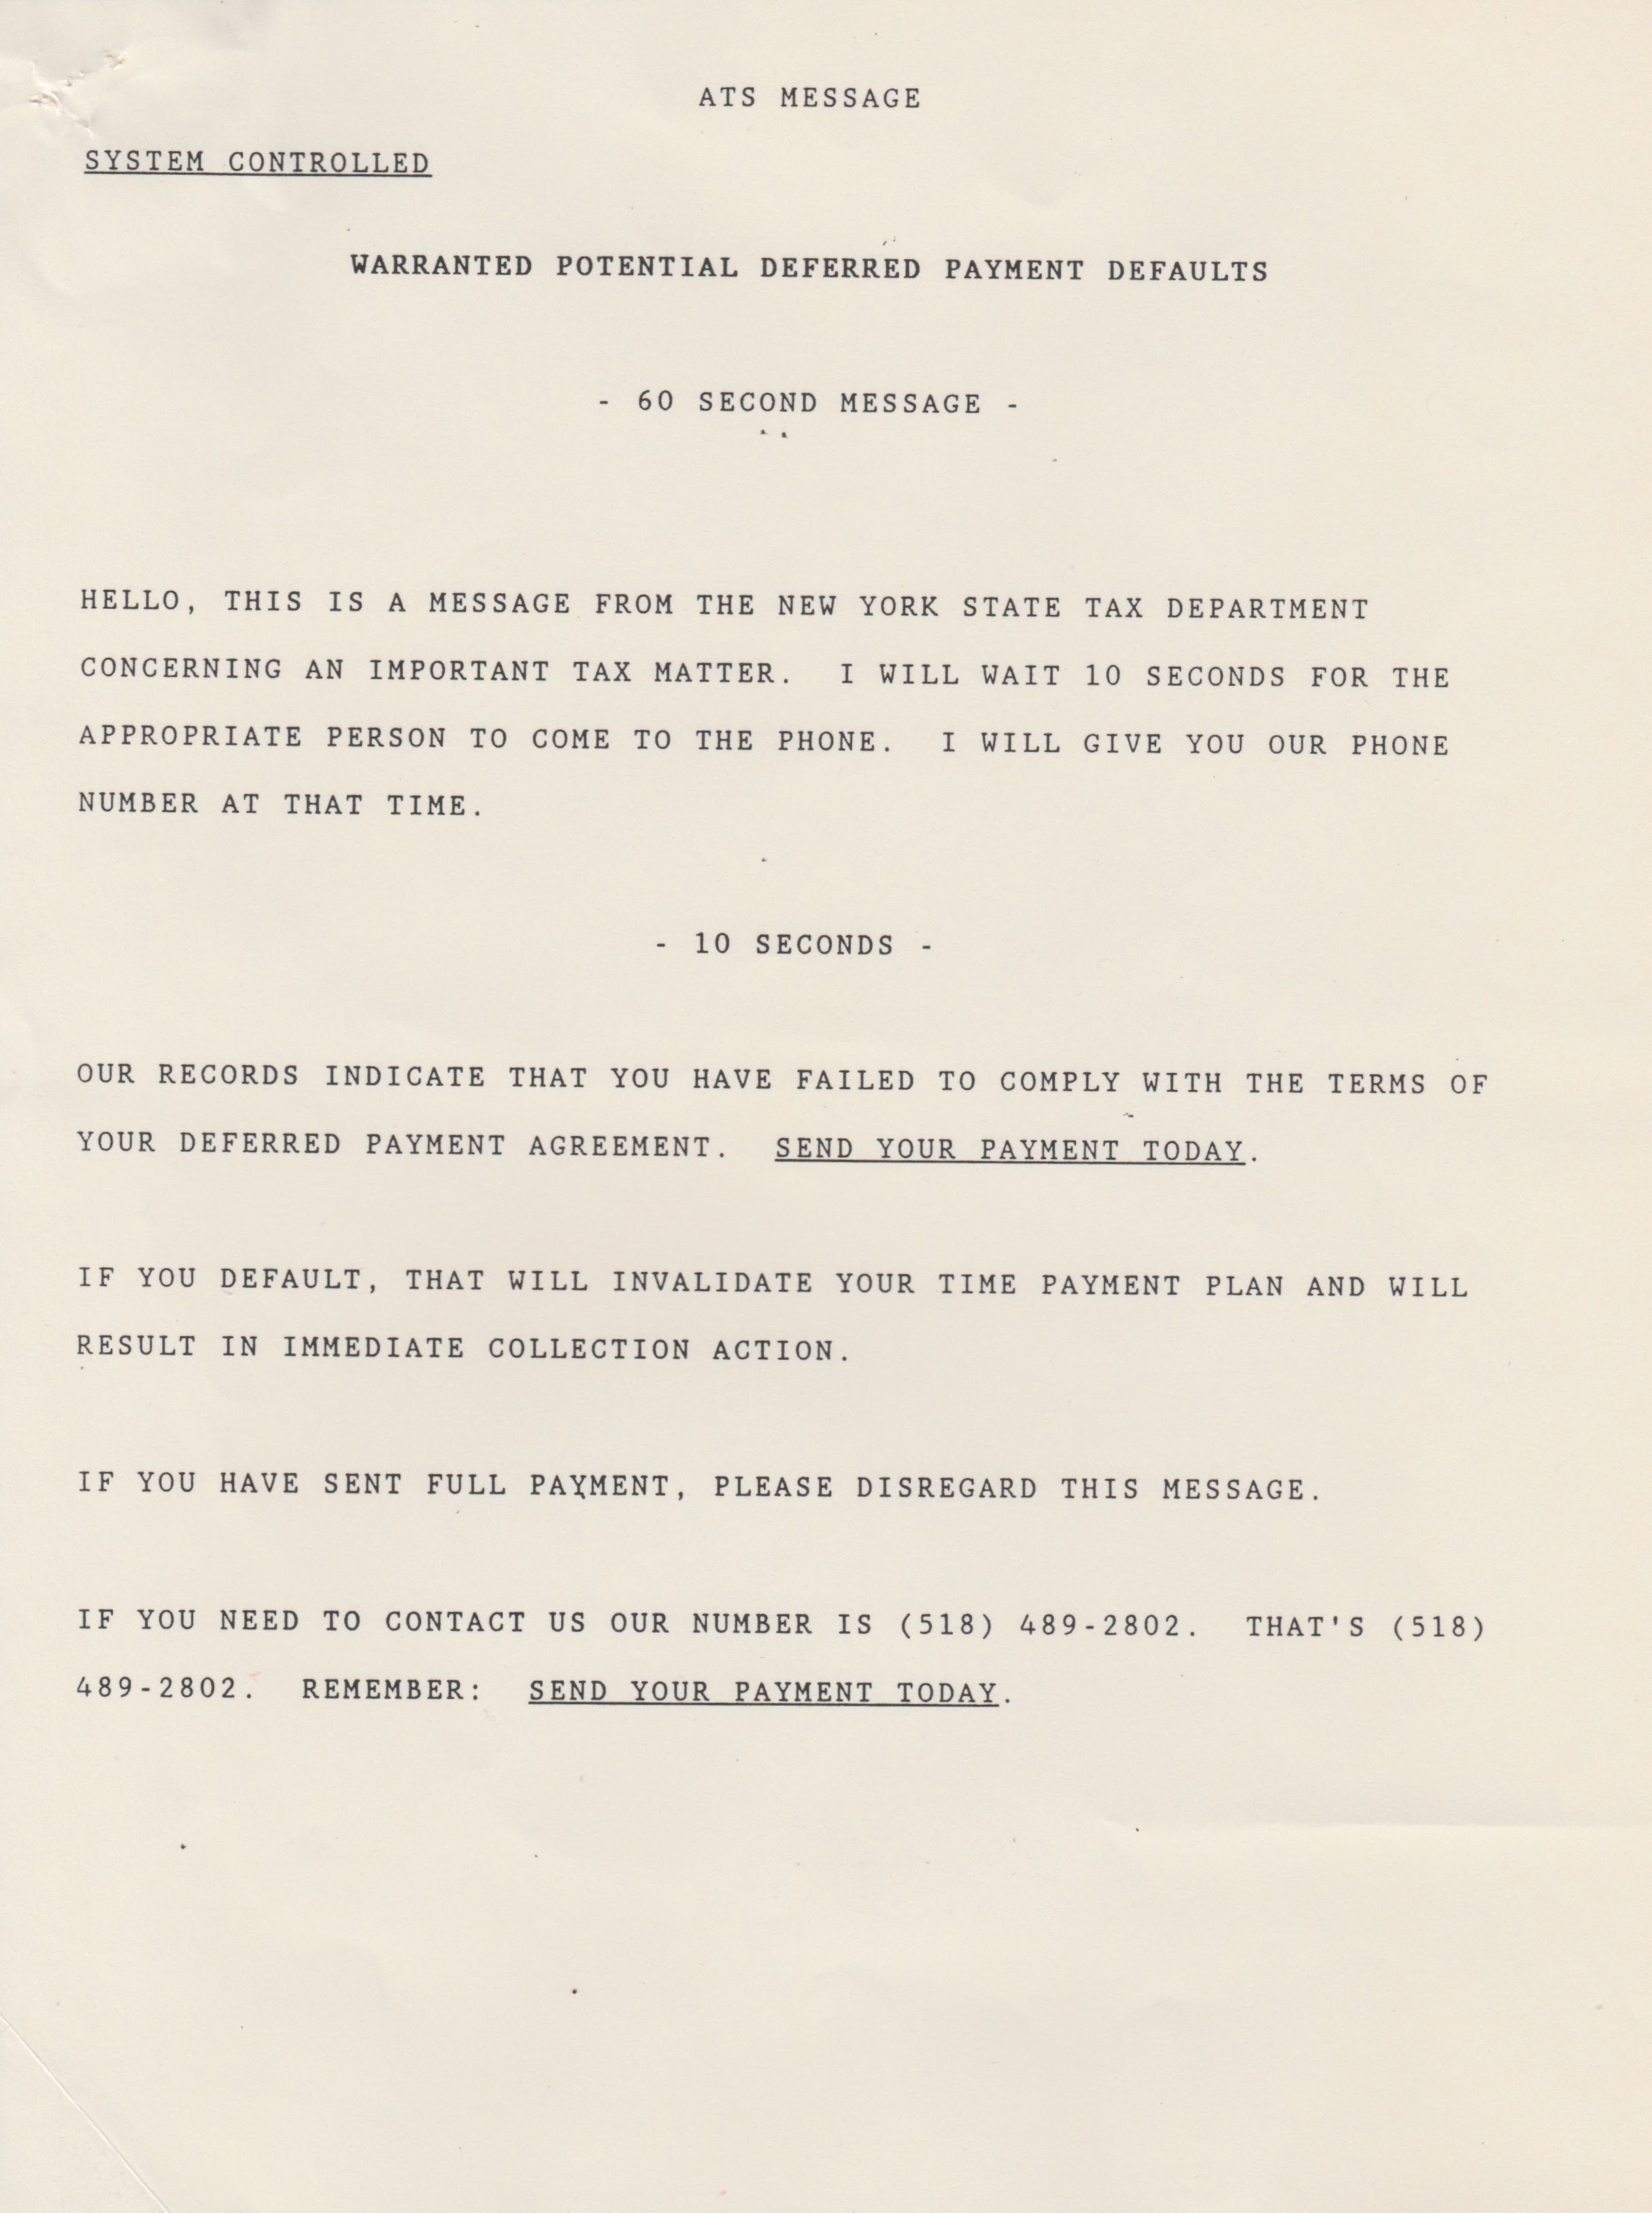 ATS MESSAGE
SYSTEM CONTROLLED
WARRANTED POTENTIAL DEFERRED PAYMENT DEFAULTS
- 60 SECOND MESSAGE -
HELLO, THIS IS A MESSAGE FROM THE NEW YORK STATE TAX DEPARTMENT
CONCERNING AN IMPORTANT TAX MATTER. I WILL WAIT 10 SECONDS FOR THE
APPROPRIATE PERSON TO COME TO THE PHONE. I WILL GIVE YOU OUR PHONE
NUMBER AT THAT TIME.
- 10 SECONDS -
OUR RECORDS INDICATE THAT YOU HAVE FAILED TO COMPLY WITH THE TERMS OF
YOUR DEFERRED PAYMENT AGREEMENT. SEND YOUR PAYMENT TODAY.
IF YOU DEFAULT, THAT WILL INVALIDATE YOUR TIME PAYMENT PLAN AND WILL
RESULT IN IMMEDIATE COLLECTION ACTION.
IF YOU HAVE SENT FULL PAYMENT, PLEASE DISREGARD THIS MESSAGE.
IF YOU NEED TO CONTACT US OUR NUMBER IS (518) 489-2802. THAT'S (518)
489-2802. REMEMBER: SEND YOUR PAYMENT TODAY.